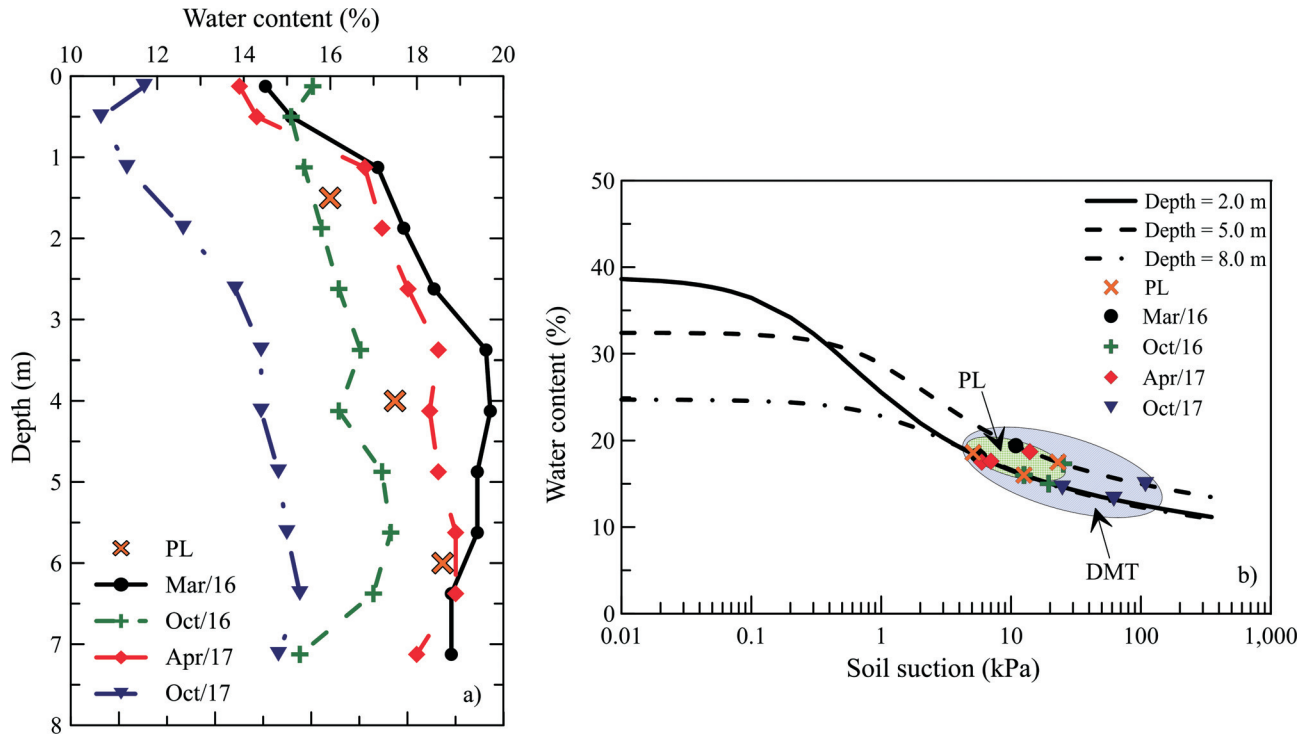 Water content (%)
10 12 14 16 18 20
0
1
2
3
4
5
6
7
8
Depth (m)
PL
Mar/16
Oct/16
Apr/17
Oct/17
a)
50
40
30
20
10
0
Water content (%)
Depth = 2.0 m
Depth = 5.0 m
Depth = 8.0 m
PL
Mar/16
Oct/16
Apr/17
Oct/17
PL
DMT
b)
0.01 0.1 1 10 100 1,000
Soil suction (kPa)